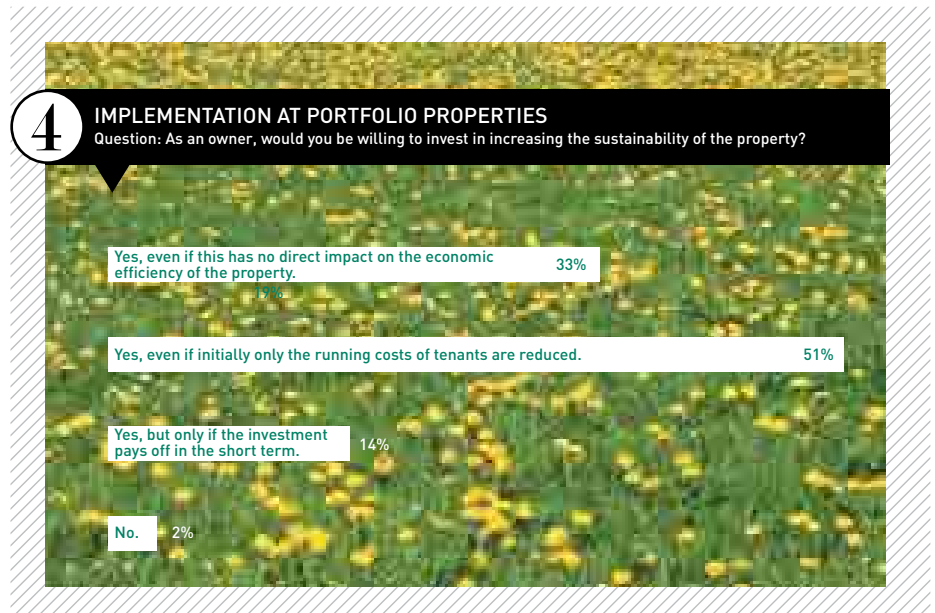 4
IMPLEMENTATION AT PORTFOLIO PROPERTIES
Question: As an owner, would you be willing to invest in increasing the sustainability of the property?
Yes, even if this has no direct impact on the economic
efficiency of the property.
33%
19%
Yes, even if initially only the running costs of tenants are reduced.
51%
Yes, but only if the investment
pays off in the short term.
14%
No.
2%